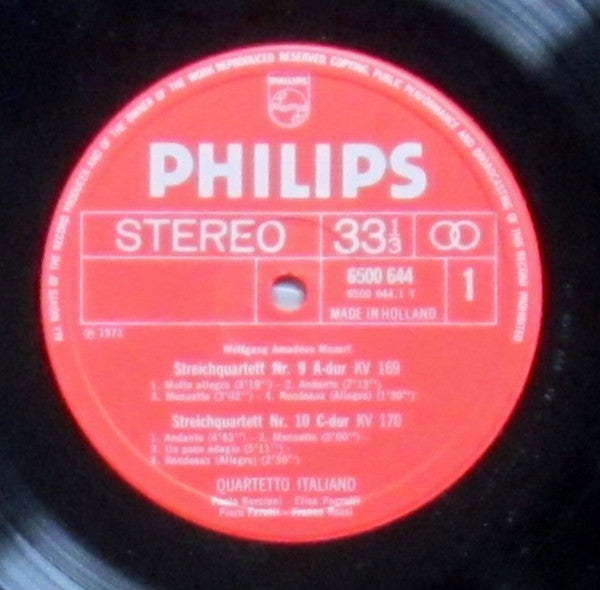 ALL RIGHTS OF THE RECORD PRODUCER AND OF THE OWNER OF THE WORK REPRODUCED RESERVED. COPYING, PUBLIC PERFORMANCE AND BROADCASTING OF THIS RECORD PROHIBITED
PHILIPS
PHILIPS
STEREO 33 1/3
6500 644
6500 644.1 Y
1
MADE IN HOLLAND
℗ 1973
Wolfgang Amadeus Mozart
Streichquartett Nr. 9 A-dur KV 169
1. Molto allegro (3'19'') - 2. Andante (7'13'') -
3. Menuetto (3'02'') - 4. Rondeaux (Allegro)
Streichquartett Nr. 10 C-dur KV 170
1. Andante (4'43'') - 2. Menuetto (3'00'') -
3. Un poco adagio (5'11'') -
4. Rondeaux (Allegro) (2'30'')
QUARTETTO ITALIANO
Paolo Borciani - Elisa Pegreffi
Piero Farulli - Franco Rossi